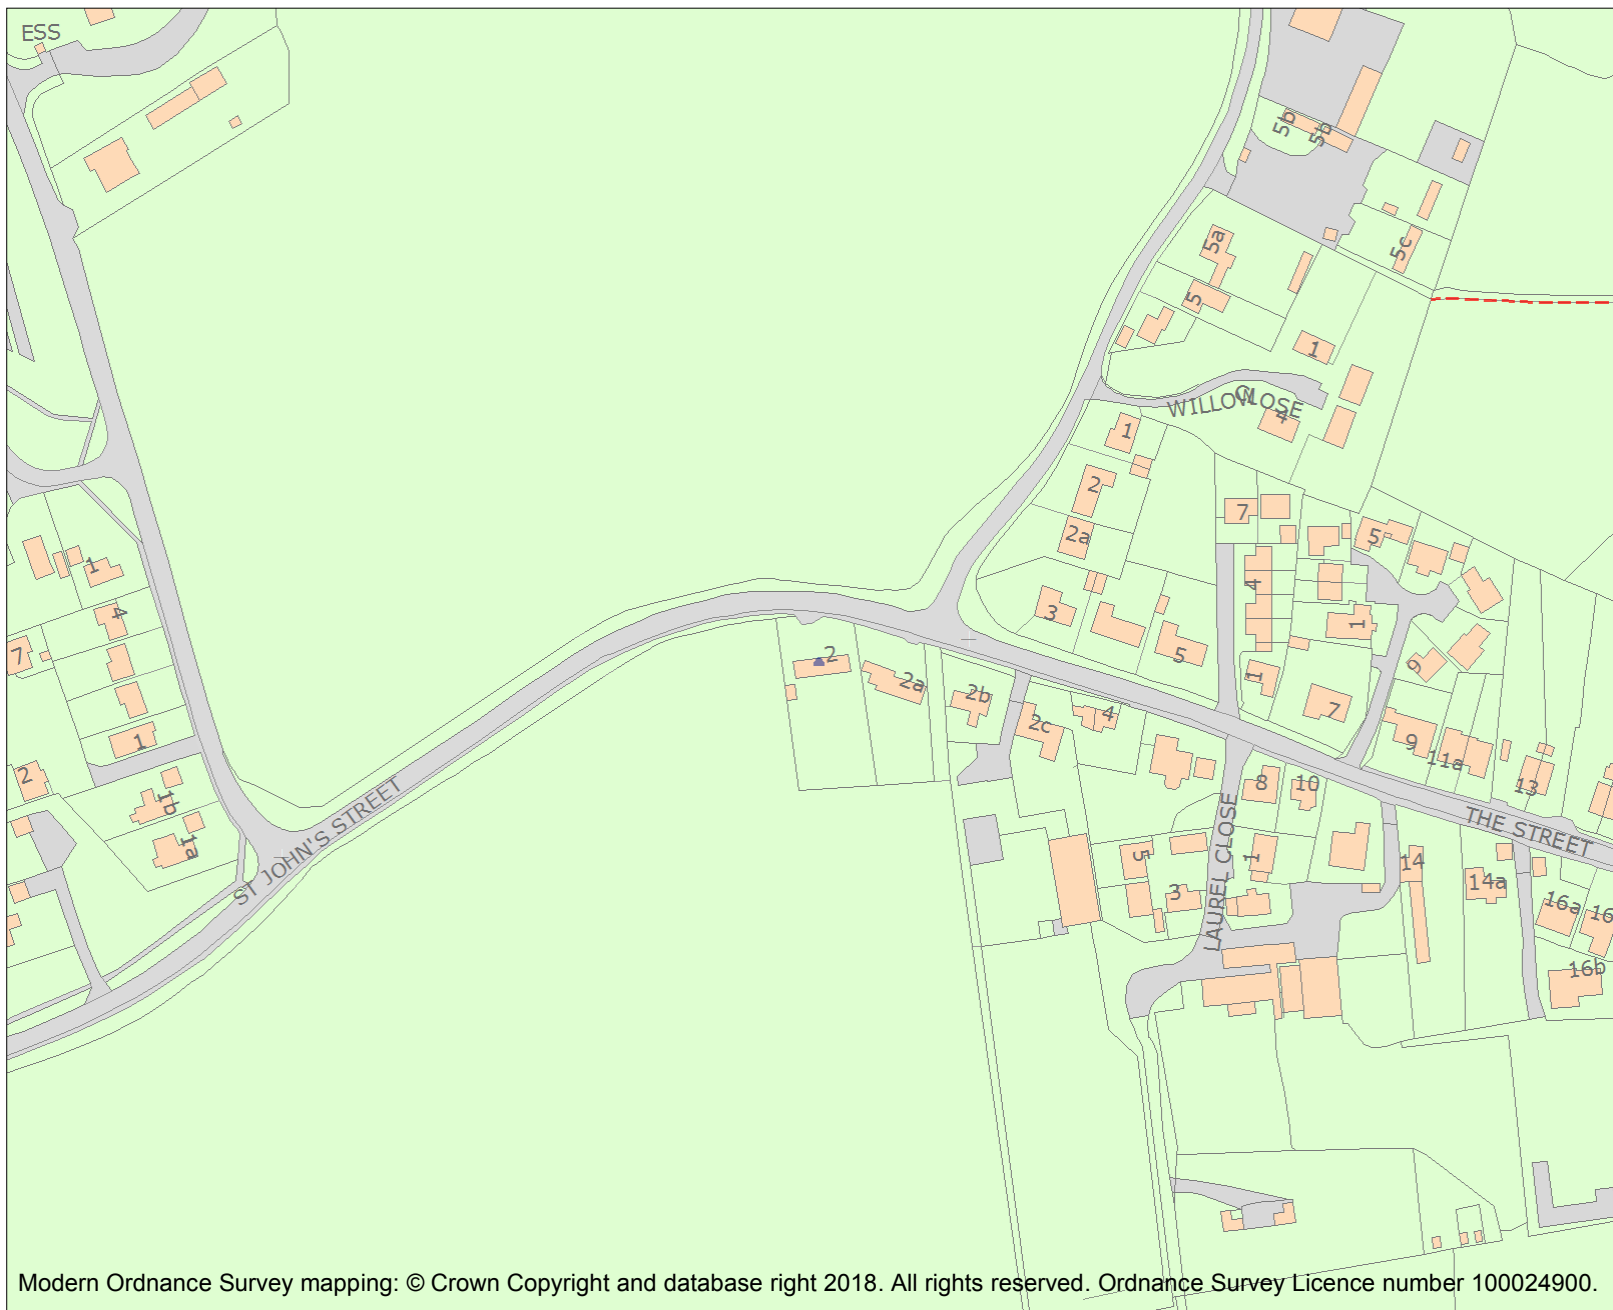 ESS
5b
5b
5a
5c
5
1
WILLOW CLOSE
4
1
2
7
2a
5
1
4
4
3
1
7
2
5
9
2a
1
2b
7
4
2c
9
1
11a
2
8
10
13
1b
ST JOHN'S STREET
LAUREL CLOSE
THE STREET
1a
5
1
14
3
14a
16a
16
16b
Modern Ordnance Survey mapping: © Crown Copyright and database right 2018. All rights reserved. Ordnance Survey Licence number 100024900.